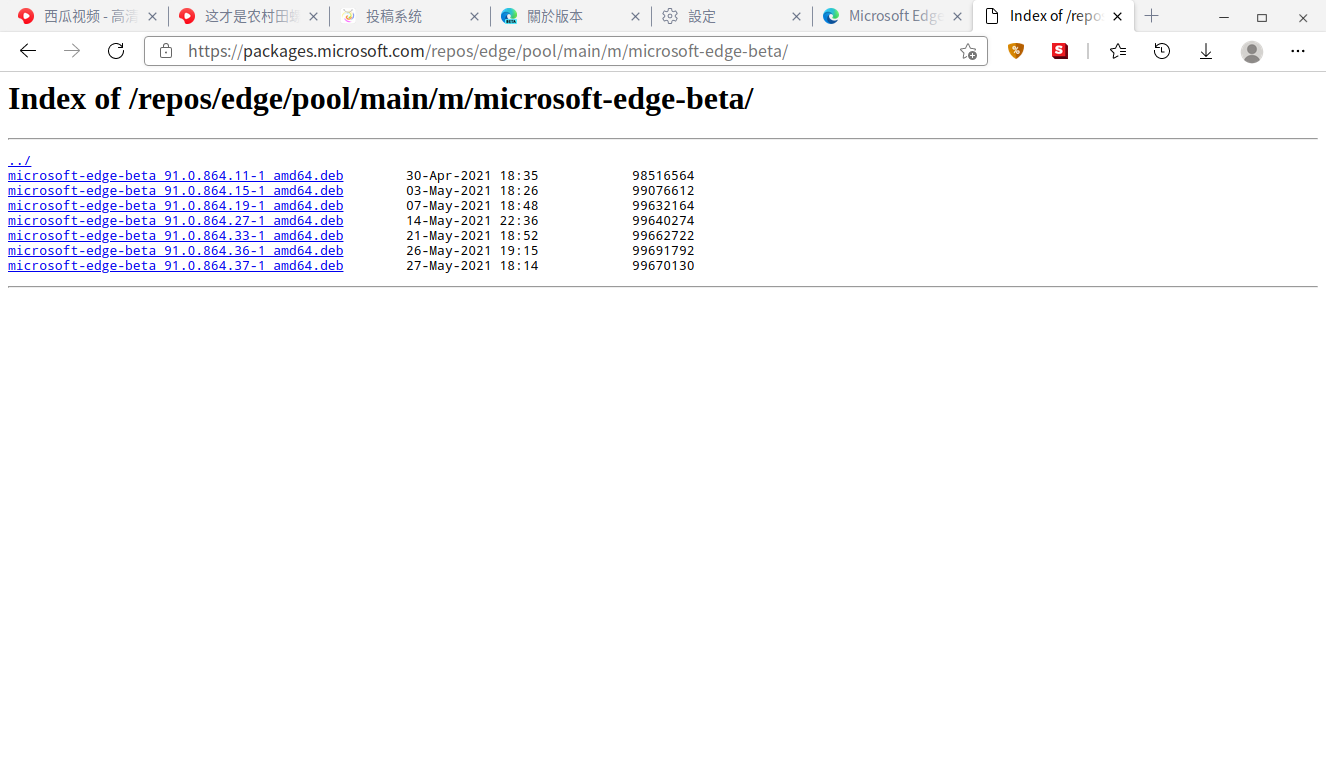 西瓜视频 - 高清
这才是农村田螺
投稿系统
關於版本
設定
Microsoft Edge
Index of /repos
https://packages.microsoft.com/repos/edge/pool/main/m/microsoft-edge-beta/
Index of /repos/edge/pool/main/m/microsoft-edge-beta/
../
microsoft-edge-beta_91.0.864.11-1_amd64.deb 30-Apr-2021 18:35 98516564
microsoft-edge-beta_91.0.864.15-1_amd64.deb 03-May-2021 18:26 99076612
microsoft-edge-beta_91.0.864.19-1_amd64.deb 07-May-2021 18:48 99632164
microsoft-edge-beta_91.0.864.27-1_amd64.deb 14-May-2021 22:36 99640274
microsoft-edge-beta_91.0.864.33-1_amd64.deb 21-May-2021 18:52 99662722
microsoft-edge-beta_91.0.864.36-1_amd64.deb 26-May-2021 19:15 99691792
microsoft-edge-beta_91.0.864.37-1_amd64.deb 27-May-2021 18:14 99670130